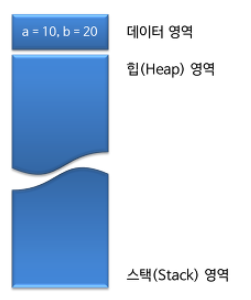 a = 10, b = 20
데이터 영역
힙(Heap) 영역
스택(Stack) 영역